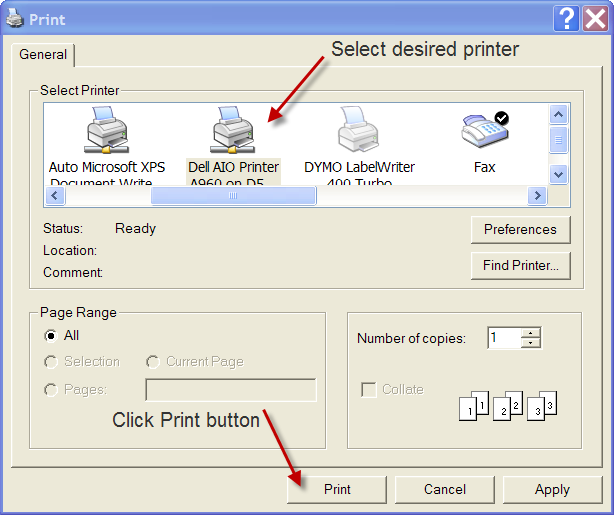 Print
General
Select desired printer
Select Printer
Auto Microsoft XPS
Document Write...
Dell AIO Printer
A960 on D5...
DYMO LabelWriter
400 Turbo
Fax
Status: Ready
Location:
Comment:
Preferences
Find Printer...
Page Range
All
Selection
Current Page
Pages:
Number of copies: 1
Collate
1 1 2 2 3 3
Click Print button
Print
Cancel
Apply